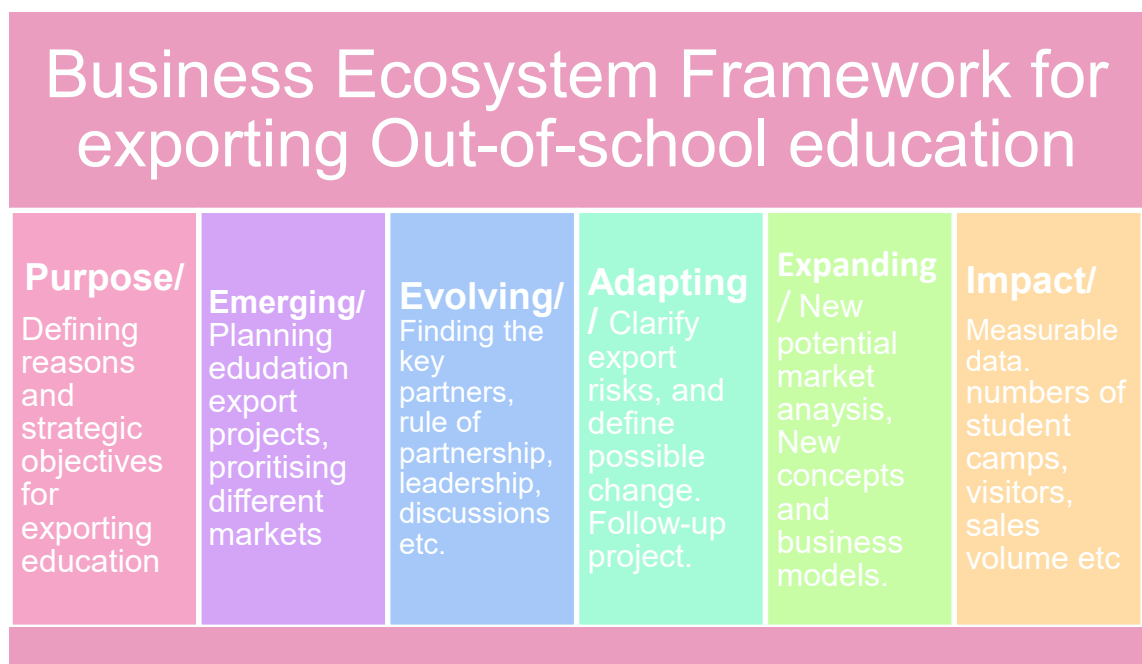 Business Ecosystem Framework for
exporting Out-of-school education
Purpose/
Defining
reasons
and
strategic
objectives
for
exporting
education
Emerging/
Planning
edudation
export
projects,
proritising
different
markets
Evolving/
Finding the
key
partners,
rule of
partnership,
leadership,
discussions
etc.
Adapting
/ Clarify
export
risks, and
define
possible
change.
Follow-up
project.
Expanding
/ New
potential
market
anaysis,
New
concepts
and
business
models.
Impact/
Measurable
data.
numbers of
student
camps,
visitors,
sales
volume etc